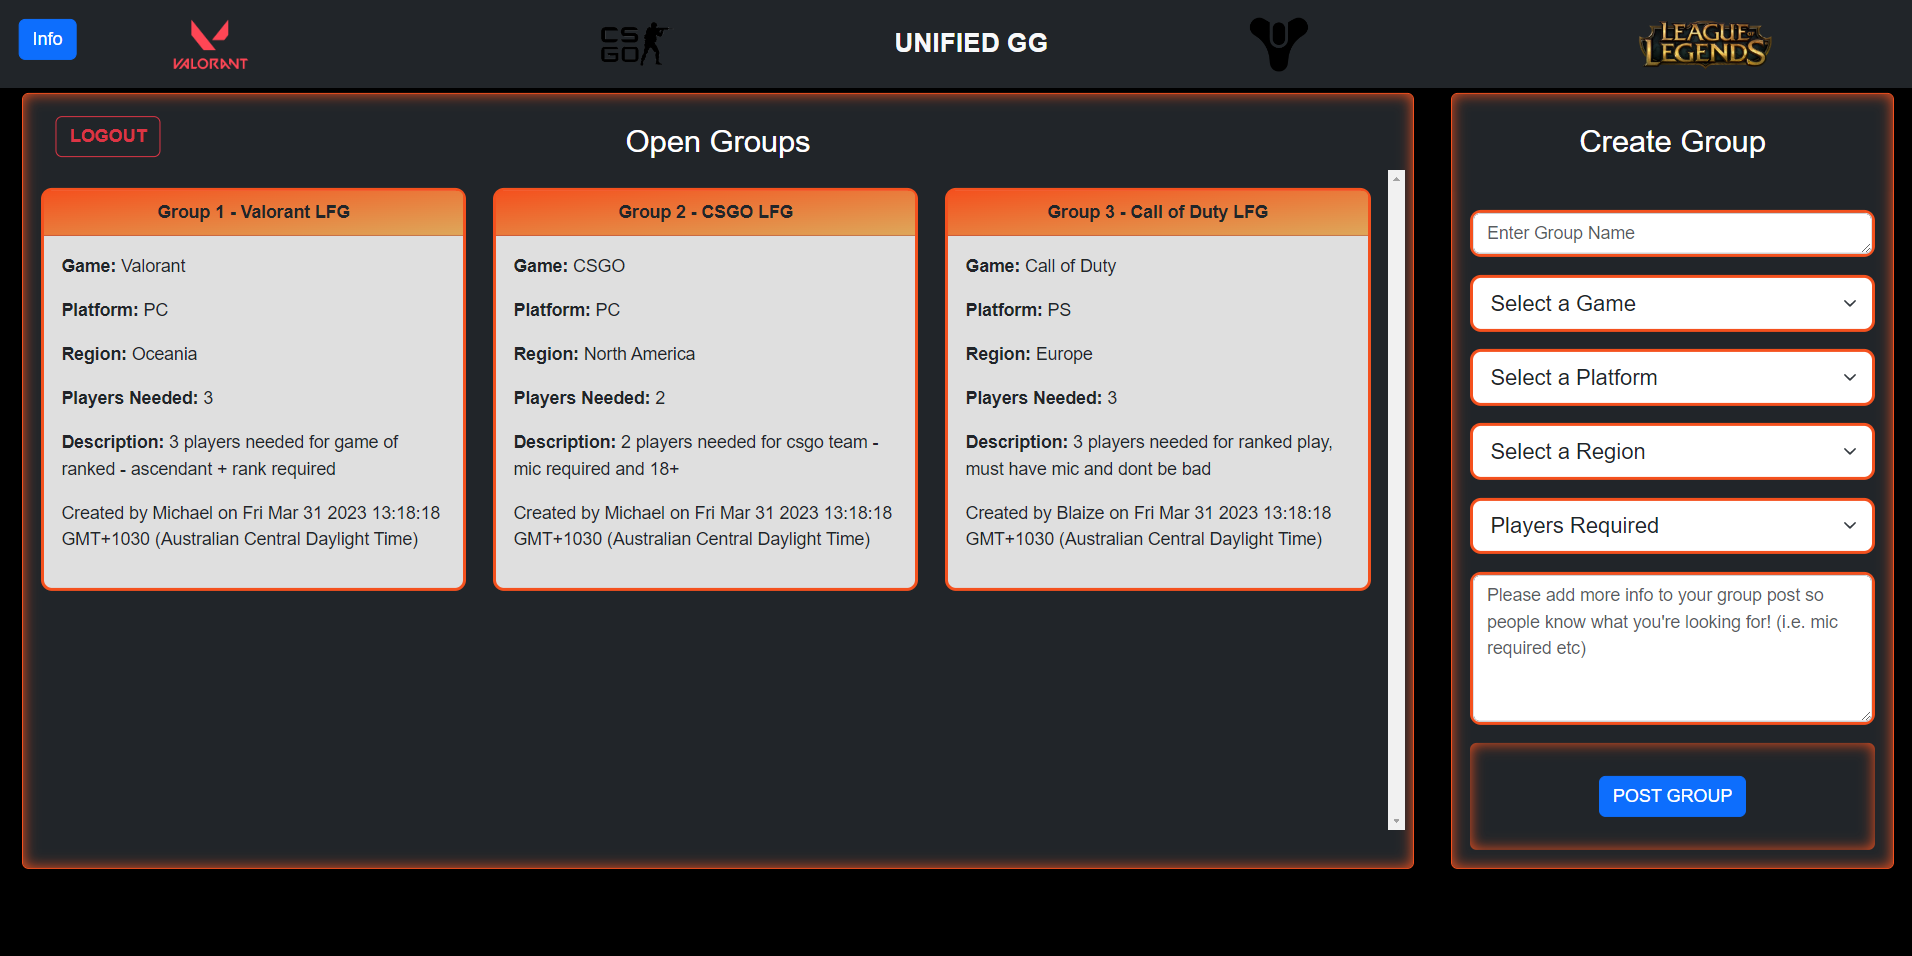 Info
VALORANT
CS
GO
UNIFIED GG
LEAGUE OF
LEGENDS
LOGOUT
Open Groups
Group 1 - Valorant LFG
Game: Valorant
Platform: PC
Region: Oceania
Players Needed: 3
Description: 3 players needed for game of
ranked - ascendant + rank required
Created by Michael on Fri Mar 31 2023 13:18:18
GMT+1030 (Australian Central Daylight Time)
Group 2 - CSGO LFG
Game: CSGO
Platform: PC
Region: North America
Players Needed: 2
Description: 2 players needed for csgo team -
mic required and 18+
Created by Michael on Fri Mar 31 2023 13:18:18
GMT+1030 (Australian Central Daylight Time)
Group 3 - Call of Duty LFG
Game: Call of Duty
Platform: PS
Region: Europe
Players Needed: 3
Description: 3 players needed for ranked play,
must have mic and dont be bad
Created by Blaize on Fri Mar 31 2023 13:18:18
GMT+1030 (Australian Central Daylight Time)
Create Group
Enter Group Name
Select a Game
Select a Platform
Select a Region
Players Required
Please add more info to your group post so
people know what you're looking for! (i.e. mic
required etc)
POST GROUP